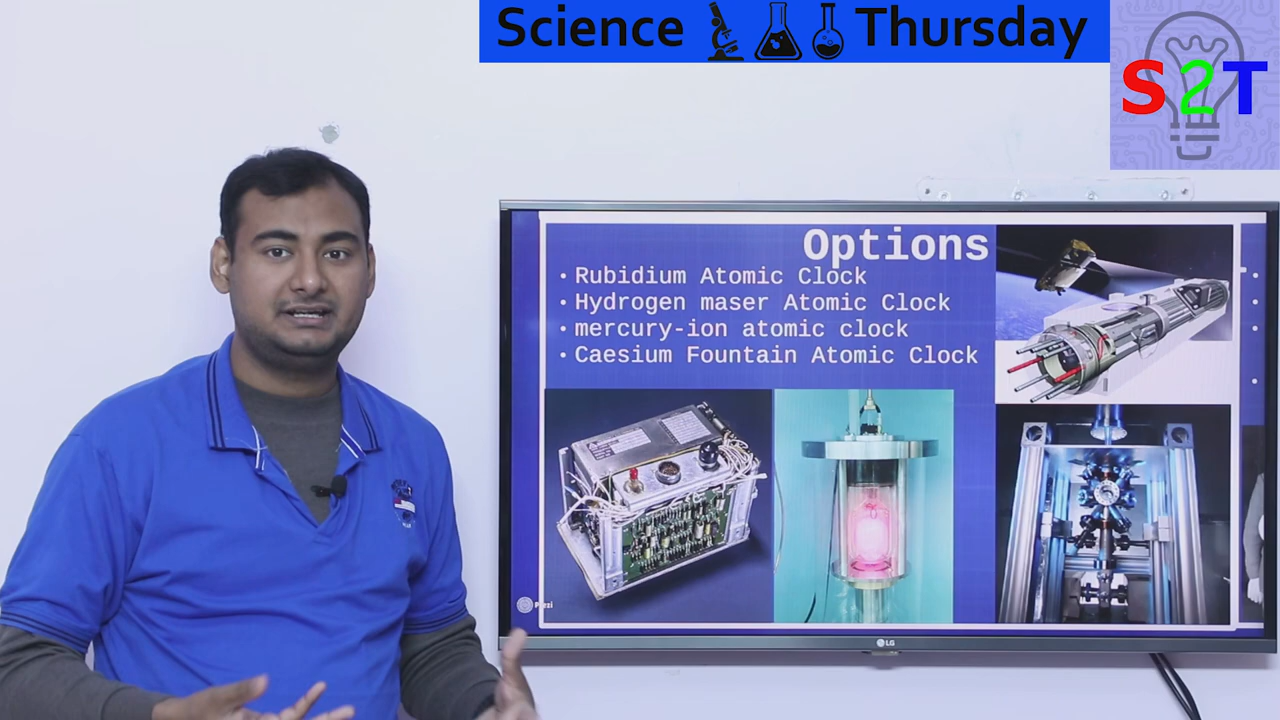 Science Thursday
S2T
Options
• Rubidium Atomic Clock
• Hydrogen maser Atomic Clock
• mercury-ion atomic clock
• Caesium Fountain Atomic Clock
Prezi
LG